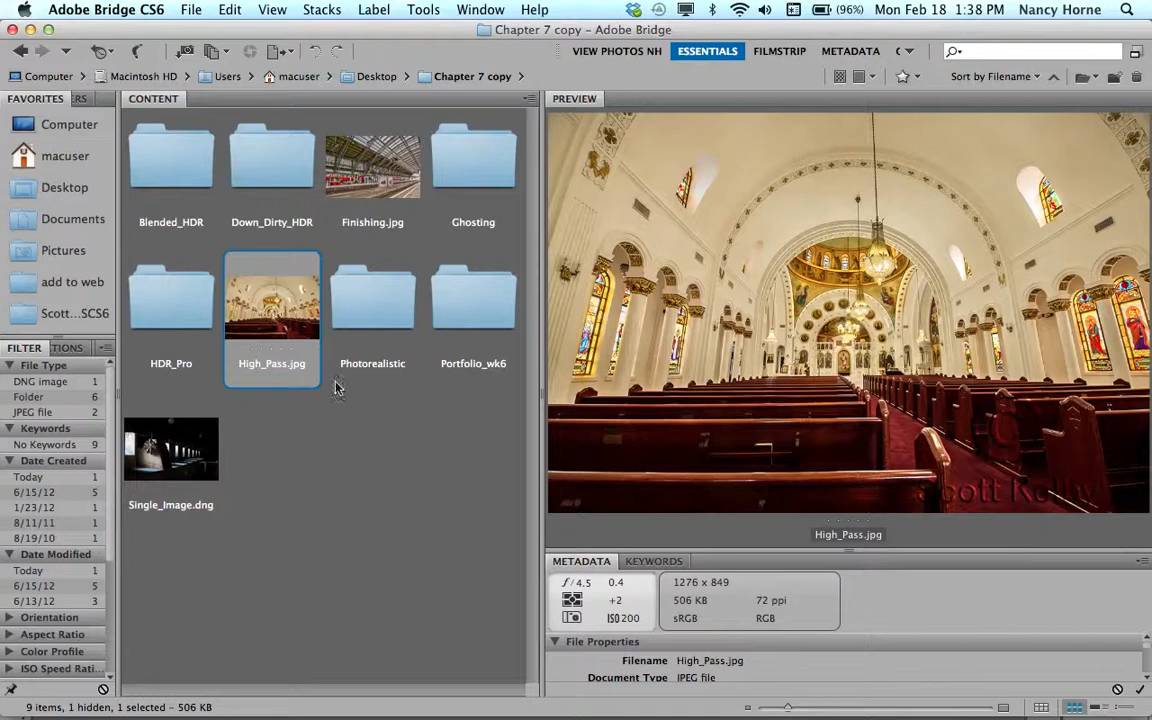 Adobe Bridge CS6 File Edit View Stacks Label Tools Window Help (96%) Mon Feb 18 1:38 PM Nancy Horne
Chapter 7 copy – Adobe Bridge
VIEW PHOTOS NH ESSENTIALS FILMSTRIP METADATA
Computer Macintosh HD Users macuser Desktop Chapter 7 copy Sort by Filename
FAVORITES ERS CONTENT PREVIEW
Computer
macuser
Desktop
Documents
Pictures
add to web
Scott...SCS6
Blended_HDR Down_Dirty_HDR Finishing.jpg Ghosting
HDR_Pro High_Pass.jpg Photorealistic Portfolio_wk6
Single_Image.dng
FILTER TIONS
File Type
DNG image 1
Folder 6
JPEG file 2
Keywords
No Keywords 9
Date Created
Today 1
6/15/12 5
1/23/12 1
8/11/11 1
8/19/10 1
Date Modified
Today 1
6/15/12 5
6/13/12 3
Orientation
Aspect Ratio
Color Profile
ISO Speed Rati...
Scott Kelby
High_Pass.jpg
METADATA KEYWORDS
f/4.5 0.4
+2
ISO200
1276 x 849
506 KB 72 ppi
sRGB RGB
File Properties
Filename High_Pass.jpg
Document Type JPEG file
9 items, 1 hidden, 1 selected – 506 KB